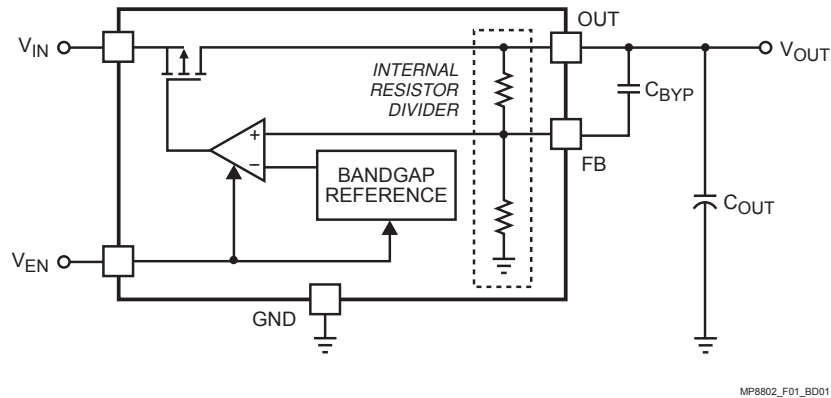 OUT
VIN
VOUT
INTERNAL
RESISTOR
DIVIDER
CBYP
+
FB
−
BANDGAP
REFERENCE
COUT
VEN
GND
MP8802_F01_BD01